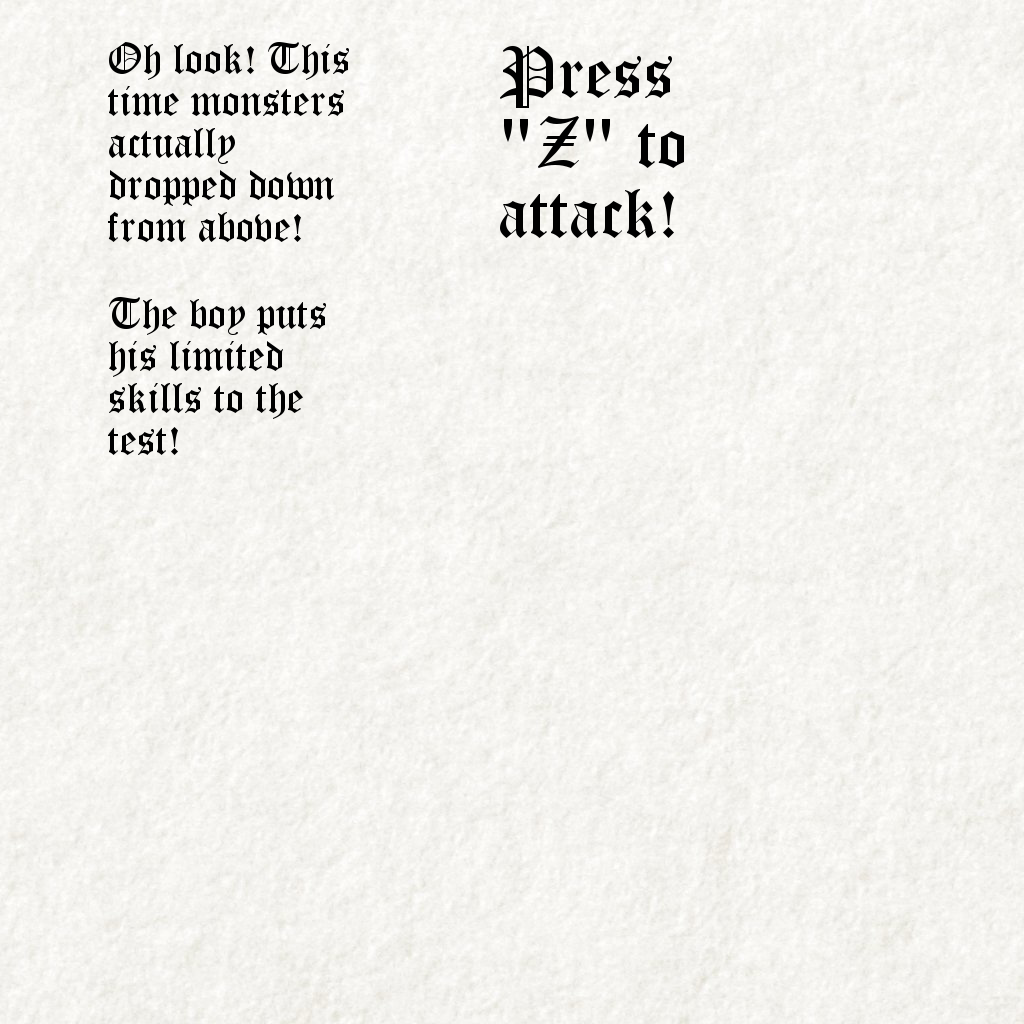 Oh look! This
time monsters
actually
dropped down
from above!
The boy puts
his limited
skills to the
test!
Press
"Z" to
attack!